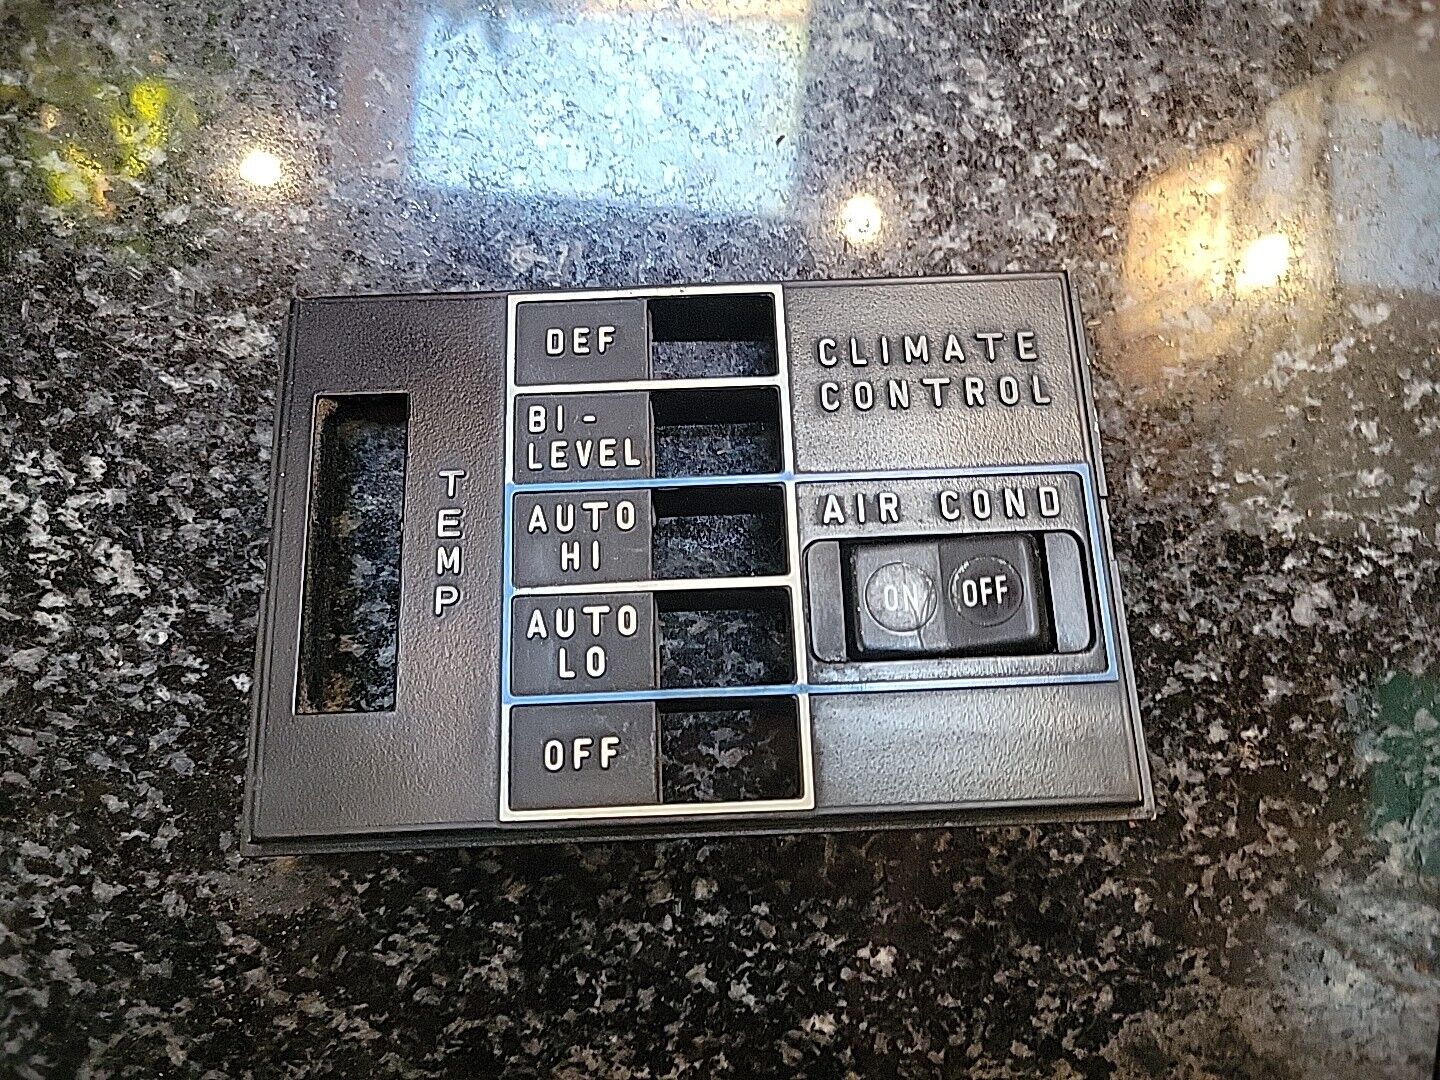 TEMP
DEF
BI-
LEVEL
AUTO
HI
AUTO
LO
OFF
CLIMATE
CONTROL
AIR COND
ON
OFF